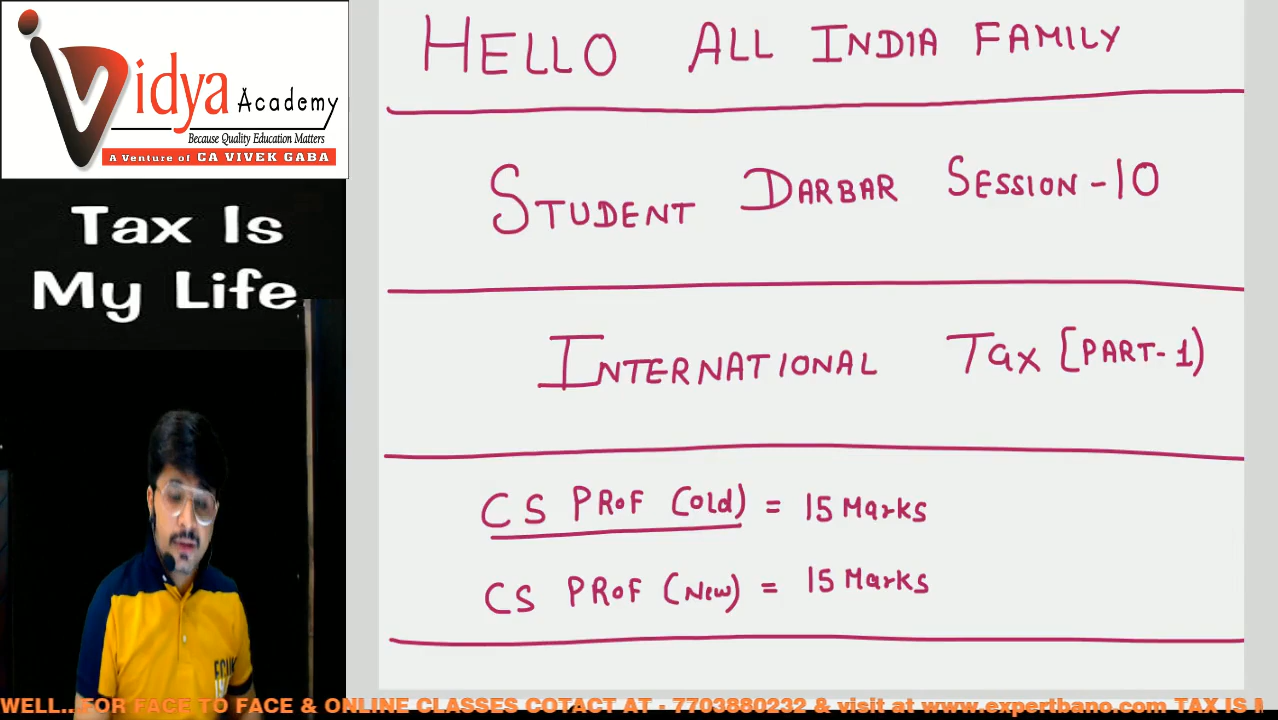 Vidya Academy
Because Quality Education Matters
A Venture of CA VIVEK GABA
Tax Is
My Life
HELLO ALL INDIA FAMILY
STUDENT DARBAR SESSION - 10
INTERNATIONAL Tax [PART-1)
CS PROF (Old) = 15 Marks
CS PROF (New) = 15 Marks
WELL...FOR FACE TO FACE & ONLINE CLASSES COTACT AT - 7703880232 & visit at www.expertbano.com TAX IS